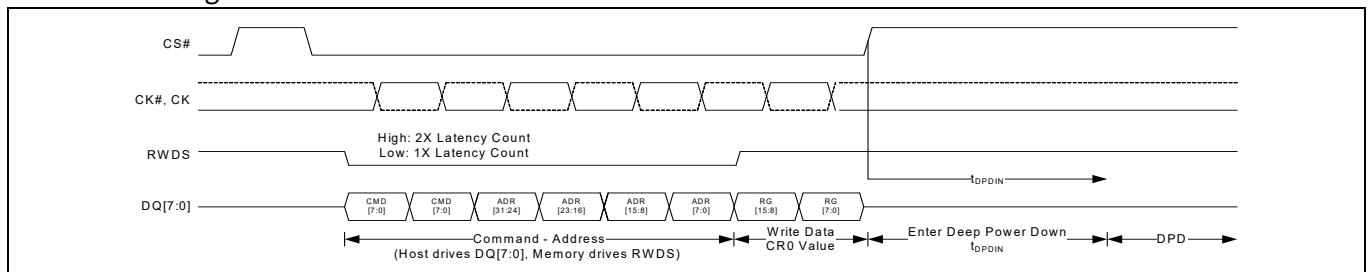 CS#
CK#, CK
High: 2X Latency Count
Low: 1X Latency Count
RWDS
tDPDIN
DQ[7:0]
CMD [7:0] CMD [7:0] ADR [31:24] ADR [23:16] ADR [15:8] ADR [7:0] RG [15:8] RG [7:0]
Command - Address
(Host drives DQ[7:0], Memory drives RWDS)
Write Data
CR0 Value
Enter Deep Power Down
tDPDIN
DPD